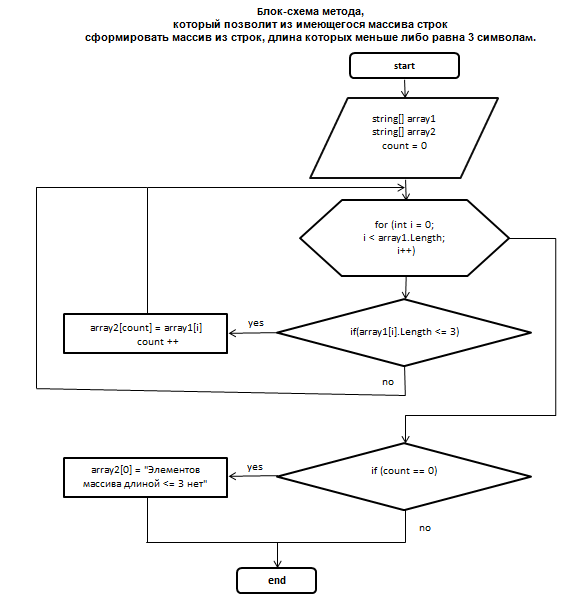 Блок-схема метода,
который позволит из имеющегося массива строк
сформировать массив из строк, длина которых меньше либо равна 3 символам.
start
string[] array1
string[] array2
count = 0
for (int i = 0;
i < array1.Length;
i++)
if(array1[i].Length <= 3)
yes
array2[count] = array1[i]
count ++
no
if (count == 0)
yes
array2[0] = "Элементов
массива длиной <= 3 нет"
no
end